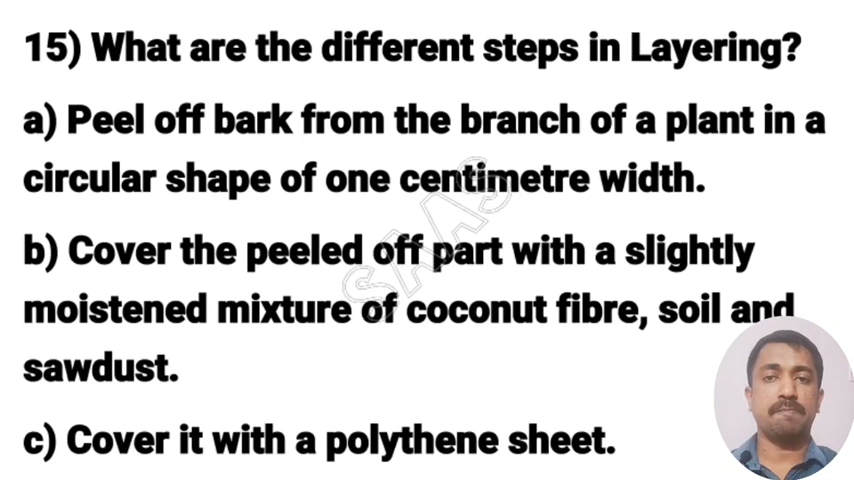 15) What are the different steps in Layering?
a) Peel off bark from the branch of a plant in a
circular shape of one centimetre width.
b) Cover the peeled off part with a slightly
moistened mixture of coconut fibre, soil and
sawdust.
c) Cover it with a polythene sheet.
SAAS